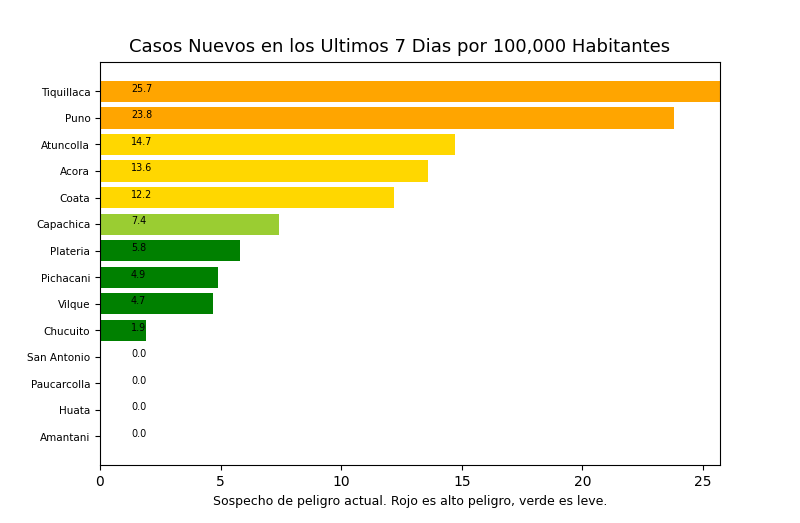 Casos Nuevos en los Ultimos 7 Dias por 100,000 Habitantes
Tiquillaca 25.7
Puno 23.8
Atuncolla 14.7
Acora 13.6
Coata 12.2
Capachica 7.4
Plateria 5.8
Pichacani 4.9
Vilque 4.7
Chucuito 1.9
San Antonio 0.0
Paucarcolla 0.0
Huata 0.0
Amantani 0.0
0 5 10 15 20 25
Sospecho de peligro actual. Rojo es alto peligro, verde es leve.